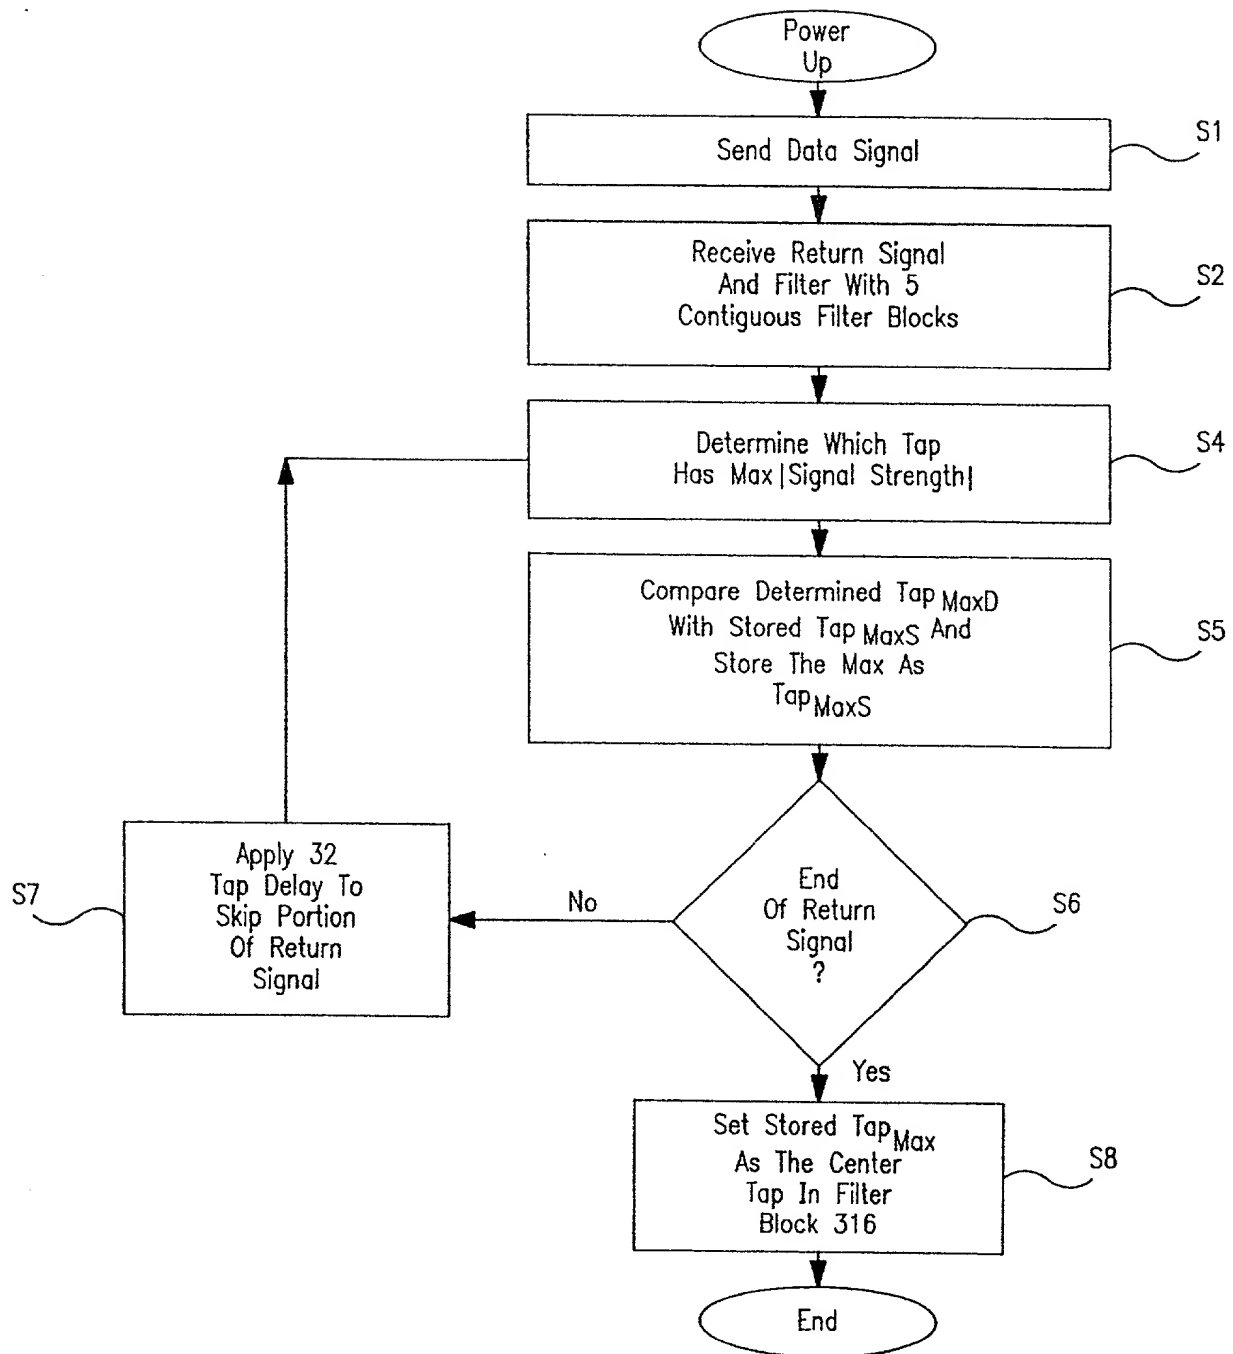 Power
Up
Send Data Signal
S1
Receive Return Signal
And Filter With 5
Contiguous Filter Blocks
S2
Determine Which Tap
Has Max|Signal Strength|
S4
Compare Determined Tap MaxD
With Stored Tap MaxS And
Store The Max As
Tap MaxS
S5
End
Of Return
Signal
?
S6
No
Apply 32
Tap Delay To
Skip Portion
Of Return
Signal
S7
Yes
Set Stored Tap Max
As The Center
Tap In Filter
Block 316
S8
End